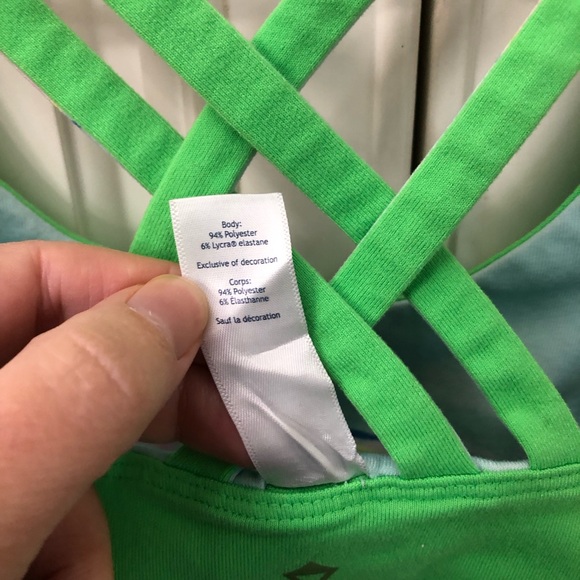 Body:
94% Polyester
6% Lycra® elastane
Exclusive of decoration
Corps:
94% Polyester
6% Élasthanne
Sauf la décoration